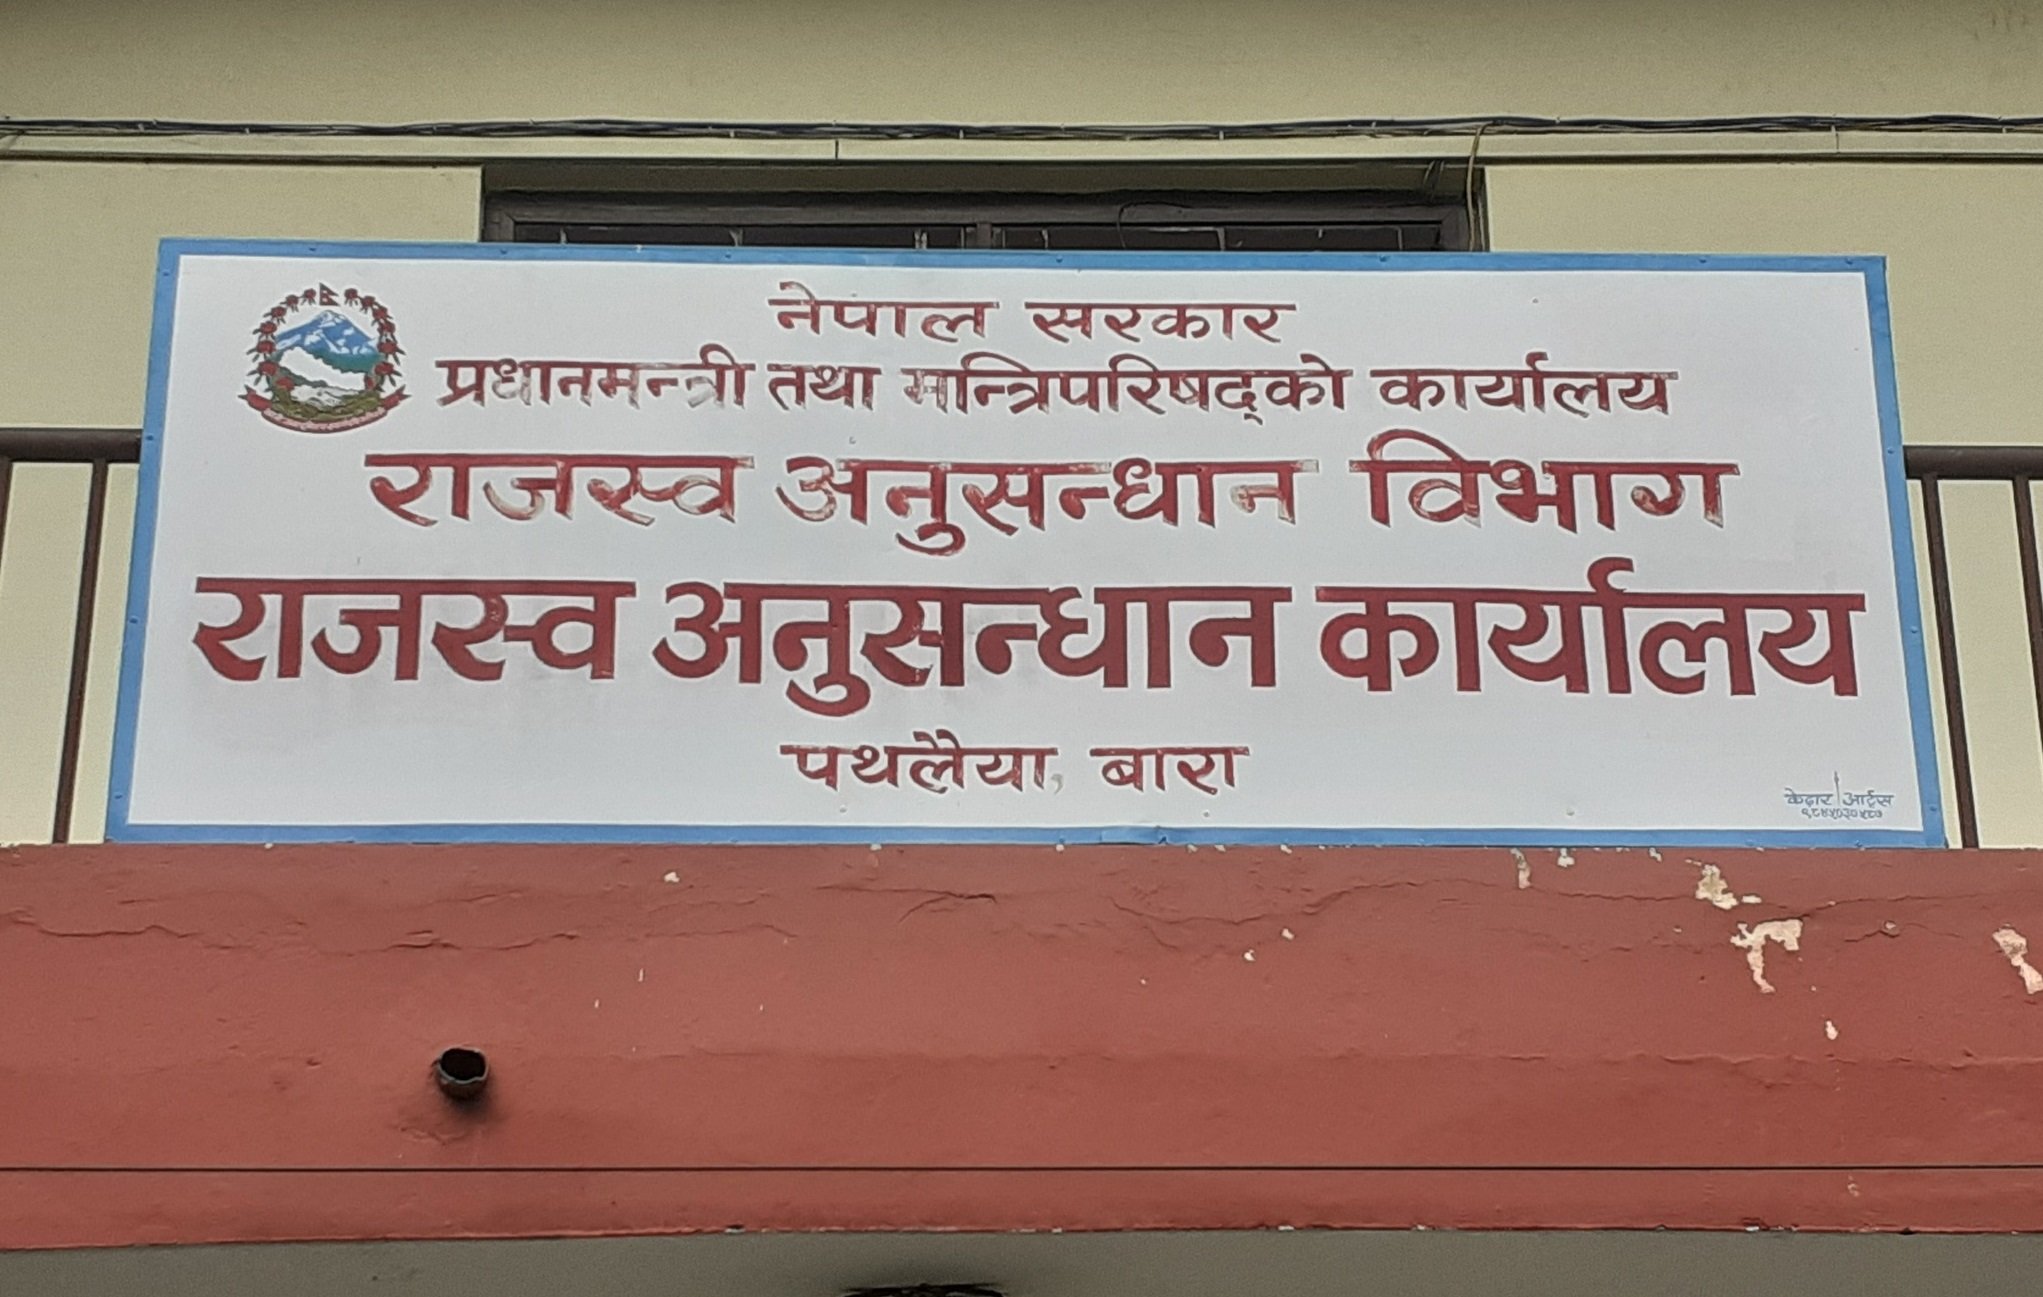 नेपाल सरकार
प्रधानमन्त्री तथा मन्त्रिपरिषद्को कार्यालय
राजस्व अनुसन्धान विभाग
राजस्व अनुसन्धान कार्यालय
पथलैया, बारा
केदार आर्ट्स